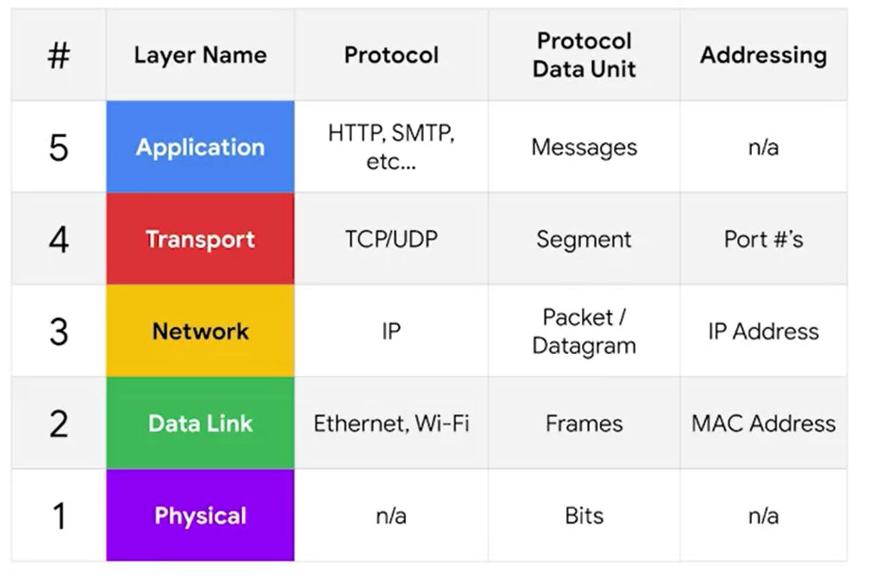 # Layer Name Protocol Protocol Data Unit Addressing
5 Application HTTP, SMTP, etc... Messages n/a
4 Transport TCP/UDP Segment Port #'s
3 Network IP Packet / Datagram IP Address
2 Data Link Ethernet, Wi-Fi Frames MAC Address
1 Physical n/a Bits n/a